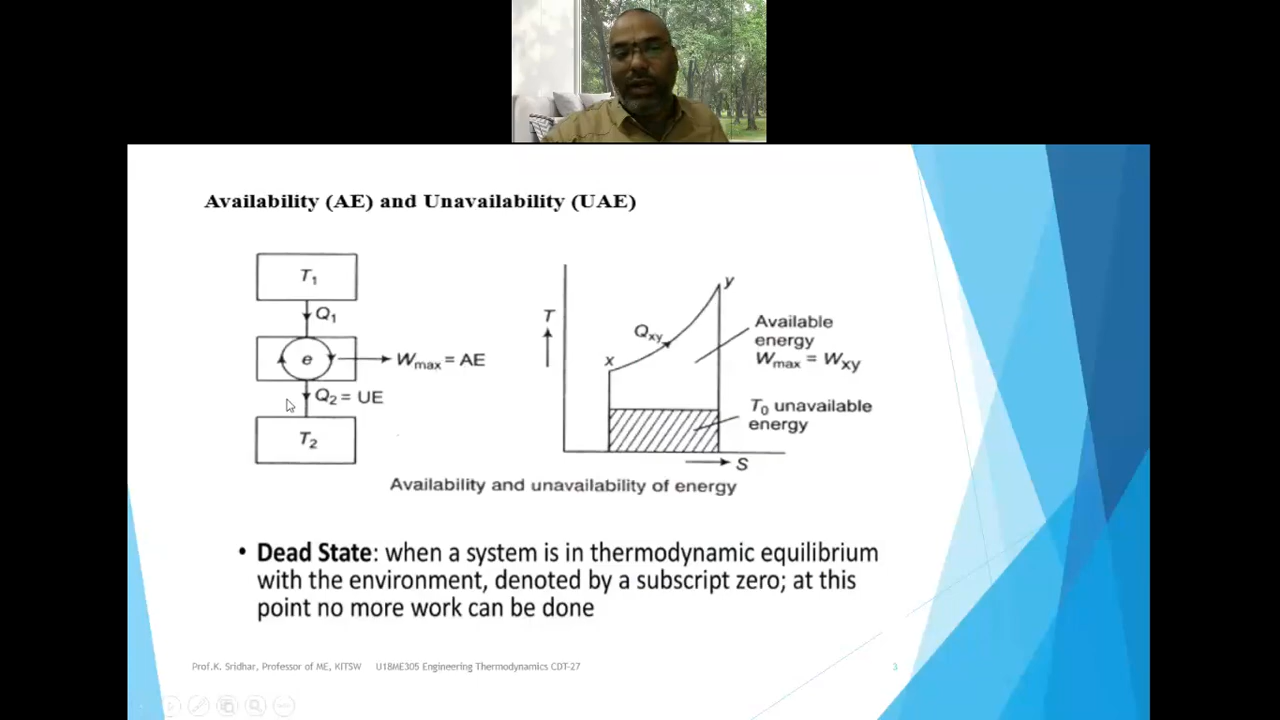 Availability (AE) and Unavailability (UAE)
T1
Q1
e
Wmax = AE
Q2 = UE
T2
T
S
x
y
Qxy
Available
energy
Wmax = Wxy
T0 unavailable
energy
Availability and unavailability of energy
• Dead State: when a system is in thermodynamic equilibrium
with the environment, denoted by a subscript zero; at this
point no more work can be done
Prof.K. Sridhar, Professor of ME, KITSW U18ME305 Engineering Thermodynamics CDT-27
3